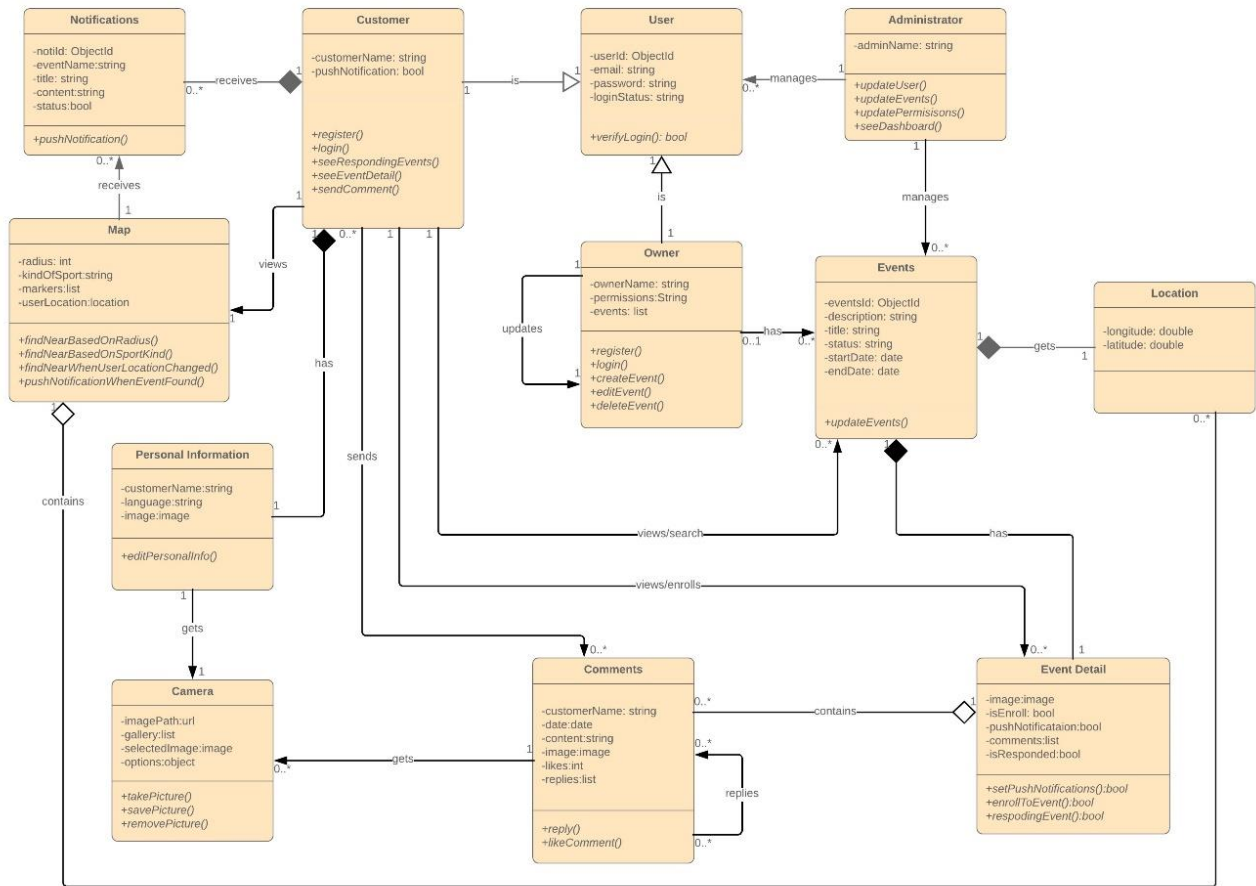 Notifications
-notiId: ObjectId
-eventName:string
-title: string
-content:string
-status:bool
+pushNotification()
receives
0..*
1
Customer
-customerName: string
-pushNotification: bool
+register()
+login()
+seeRespondingEvents()
+seeEventDetail()
+sendComment()
is
1
1
User
-userId: ObjectId
-email: string
-password: string
-loginStatus: string
+verifyLogin(): bool
manages
0..*
1
Administrator
-adminName: string
+updateUser()
+updateEvents()
+updatePermisisons()
+seeDashboard()
0..*
receives
1
Map
-radius: int
-kindOfSport:string
-markers:list
-userLocation:location
+findNearBasedOnRadius()
+findNearBasedOnSportKind()
+findNearWhenUserLocationChanged()
+pushNotificationWhenEventFound()
1
views
1
1
0..*
1
1
1
is
1
1
manages
0..*
Owner
-ownerName: string
-permissions:String
-events: list
+register()
+login()
+createEvent()
+editEvent()
+deleteEvent()
1
updates
1
has
0..1
0..*
Events
-eventsId: ObjectId
-description: string
-title: string
-status: string
-startDate: date
-endDate: date
+updateEvents()
1
gets
1
Location
-longitude: double
-latitude: double
has
1
0..*
1
0..*
Personal Information
-customerName:string
-language:string
-image:image
+editPersonalInfo()
1
contains
sends
views/search
has
views/enrolls
1
gets
1
0..*
0..*
1
Camera
-imagePath:url
-gallery:list
-selectedImage:image
-options:object
+takePicture()
+savePicture()
+removePicture()
gets
0..*
1
Comments
-customerName: string
-date:date
-content:string
-image:image
-likes:int
-replies:list
+reply()
+likeComment()
0..*
contains
1
0..*
replies
0..*
Event Detail
-image:image
-isEnroll: bool
-pushNotificataion:bool
-comments:list
-isResponded:bool
+setPushNotifications():bool
+enrollToEvent():bool
+respodingEvent():bool